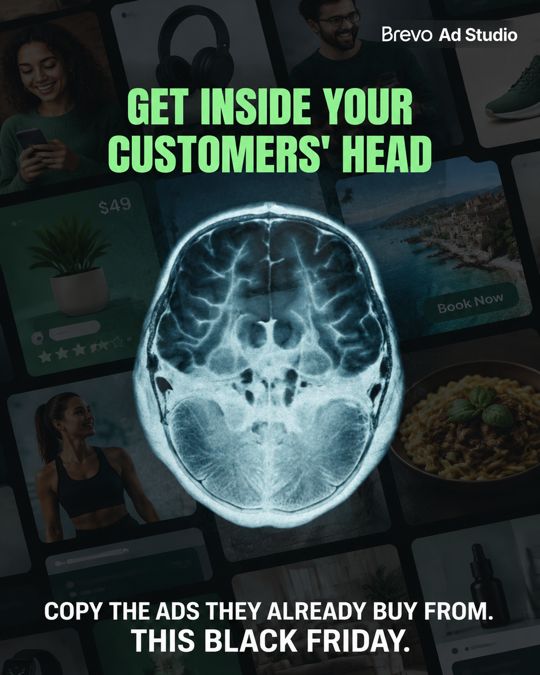 Brevo Ad Studio
GET INSIDE YOUR
CUSTOMERS' HEAD
$49
Book Now
COPY THE ADS THEY ALREADY BUY FROM.
THIS BLACK FRIDAY.